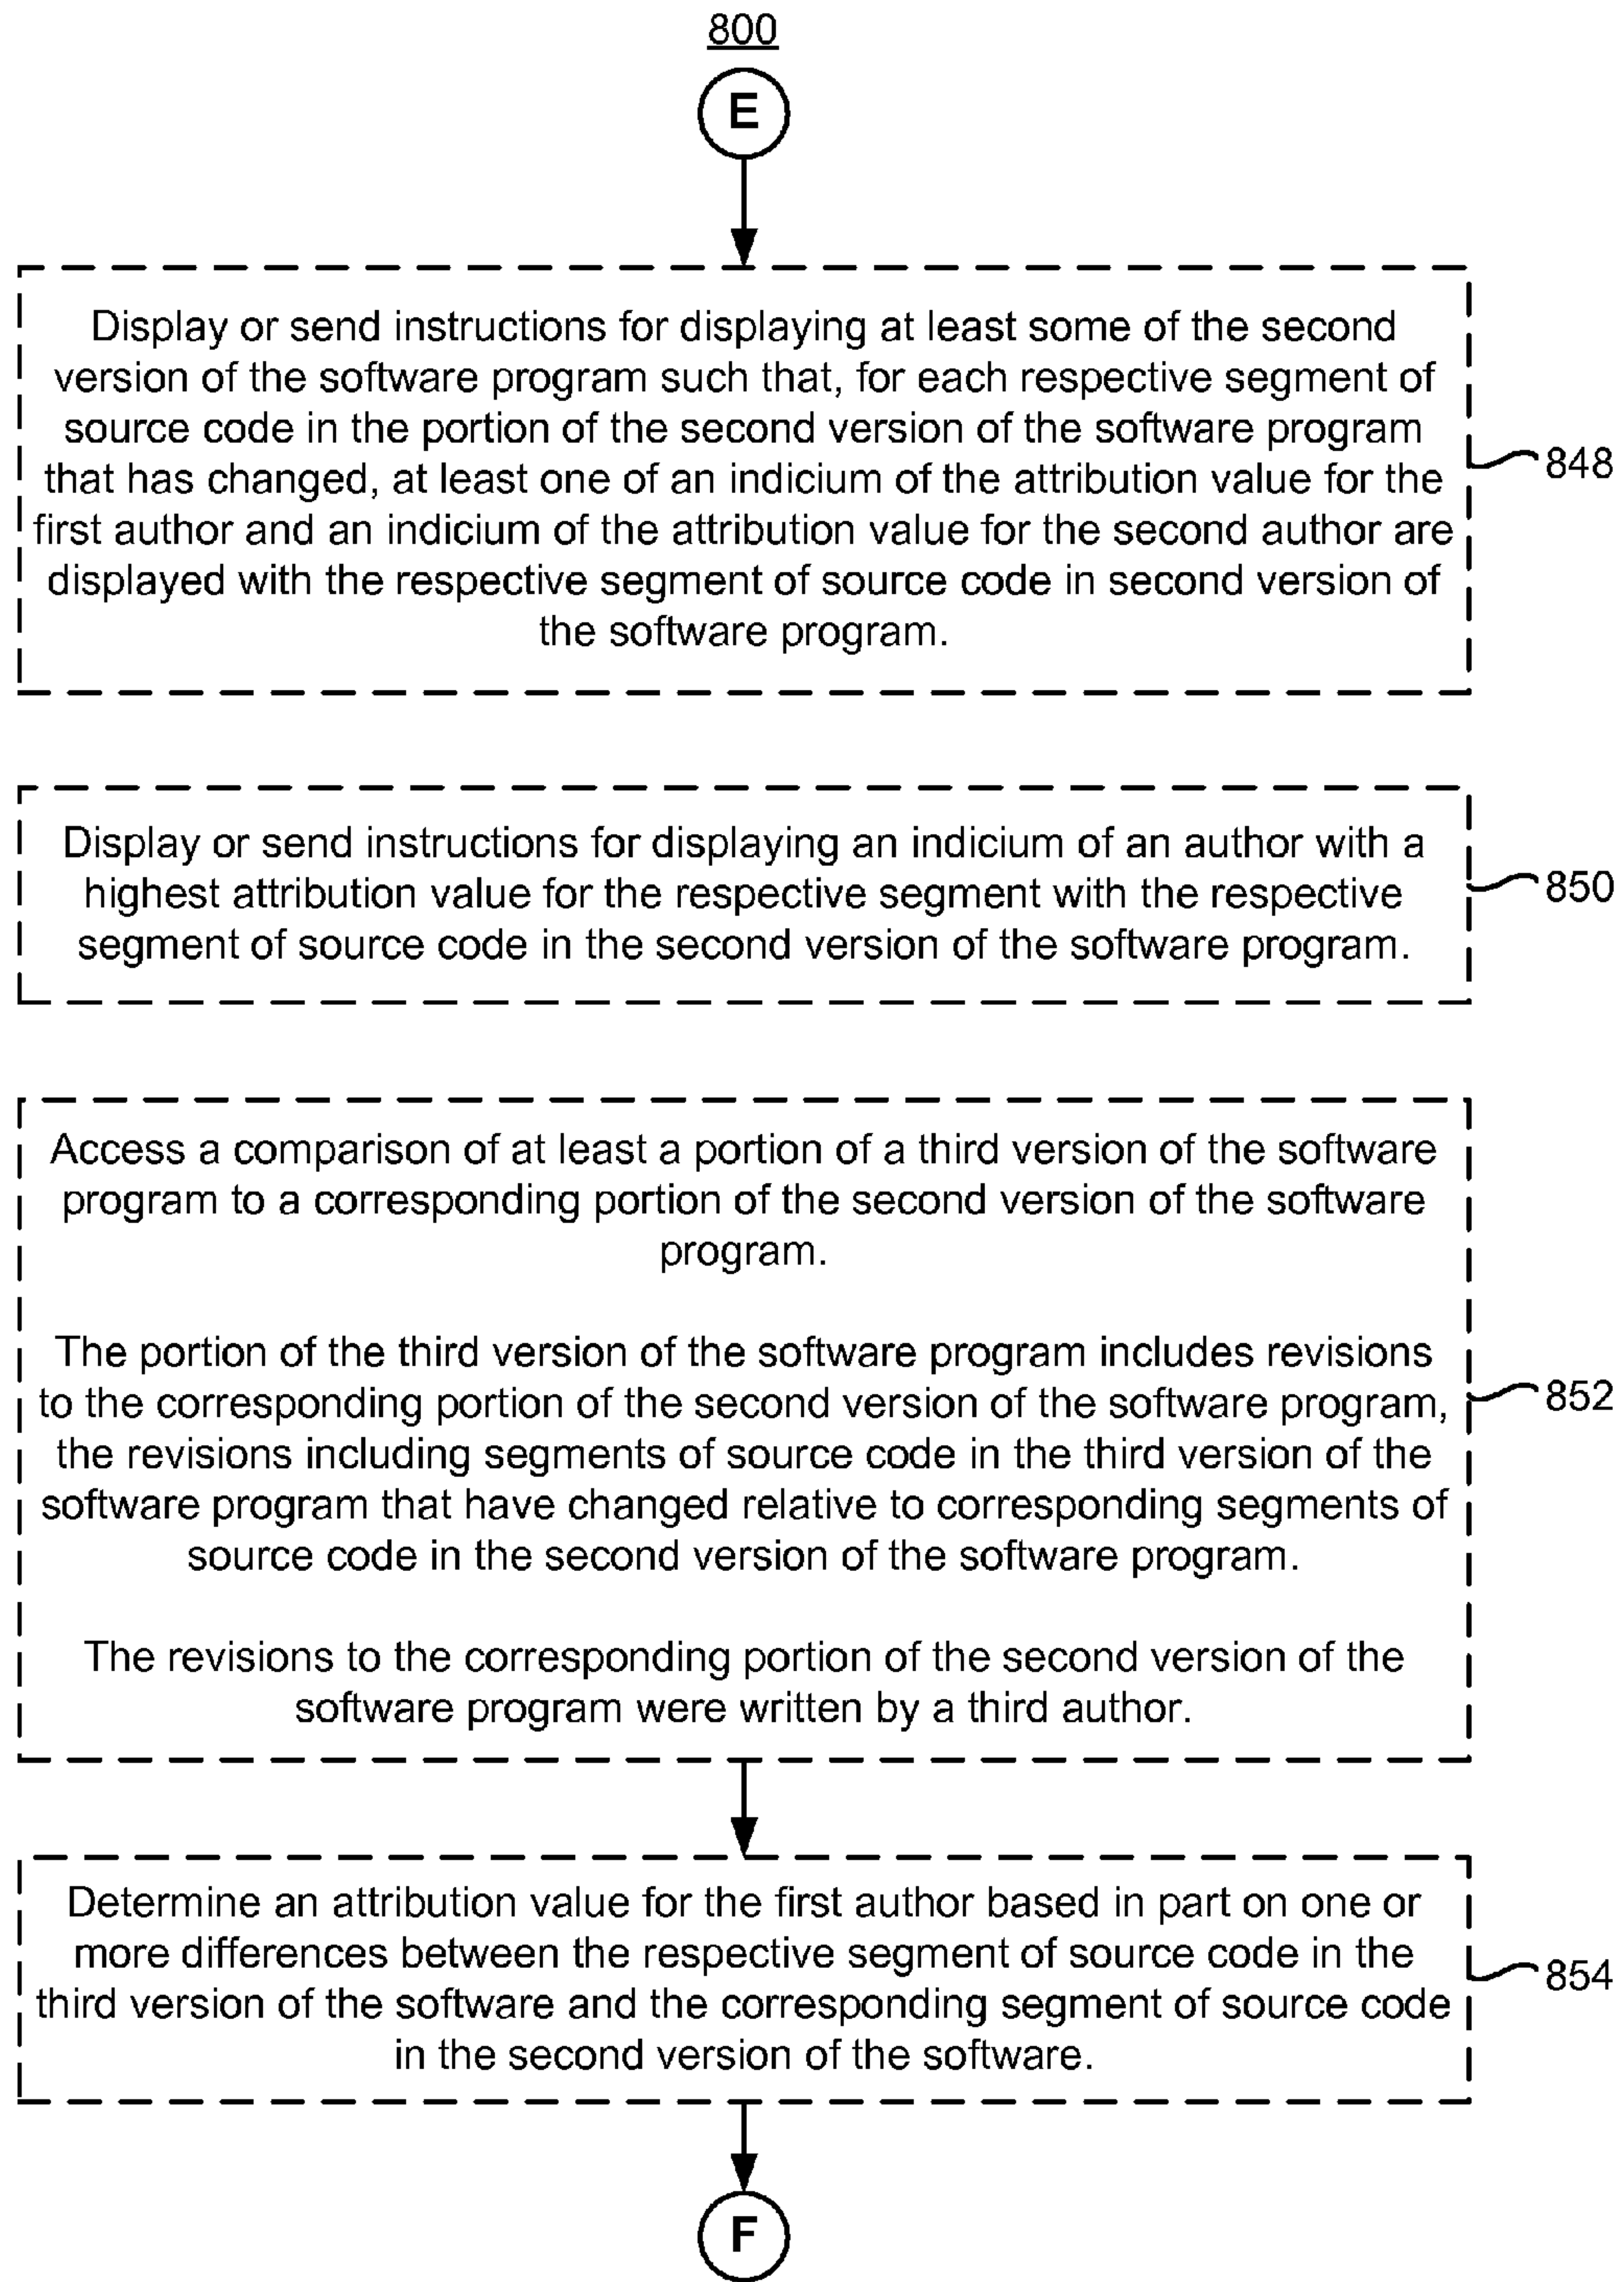 800
E
Display or send instructions for displaying at least some of the second
version of the software program such that, for each respective segment of
source code in the portion of the second version of the software program
that has changed, at least one of an indicium of the attribution value for the
first author and an indicium of the attribution value for the second author are
displayed with the respective segment of source code in second version of
the software program.
848
Display or send instructions for displaying an indicium of an author with a
highest attribution value for the respective segment with the respective
segment of source code in the second version of the software program.
850
Access a comparison of at least a portion of a third version of the software
program to a corresponding portion of the second version of the software
program.
The portion of the third version of the software program includes revisions
to the corresponding portion of the second version of the software program,
the revisions including segments of source code in the third version of the
software program that have changed relative to corresponding segments of
source code in the second version of the software program.
The revisions to the corresponding portion of the second version of the
software program were written by a third author.
852
Determine an attribution value for the first author based in part on one or
more differences between the respective segment of source code in the
third version of the software and the corresponding segment of source code
in the second version of the software.
854
F